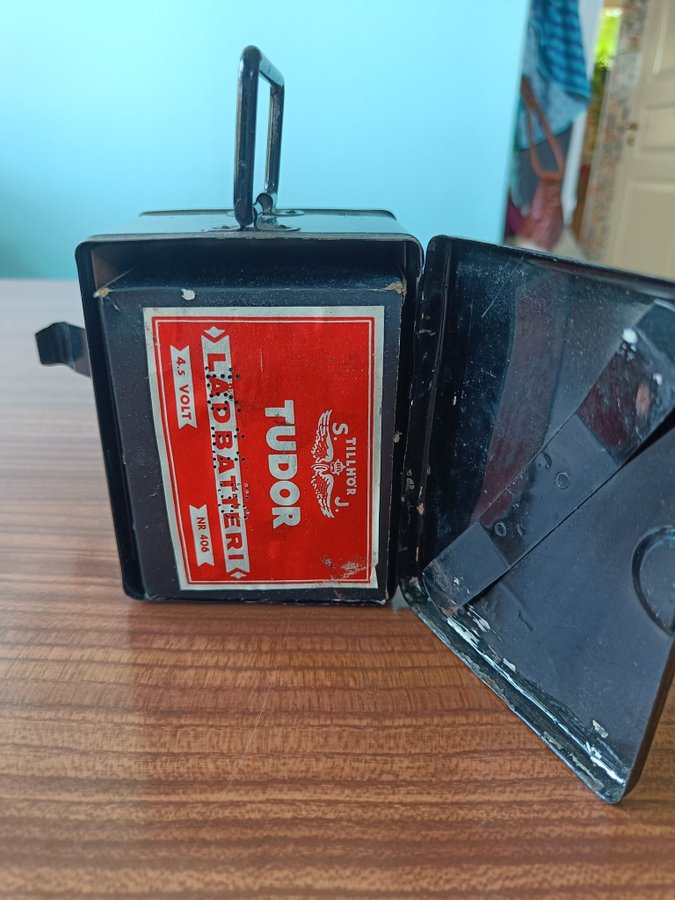 TILLHÖR
S. J.
TUDOR
LÅDBATTERI
4,5 VOLT NR 406